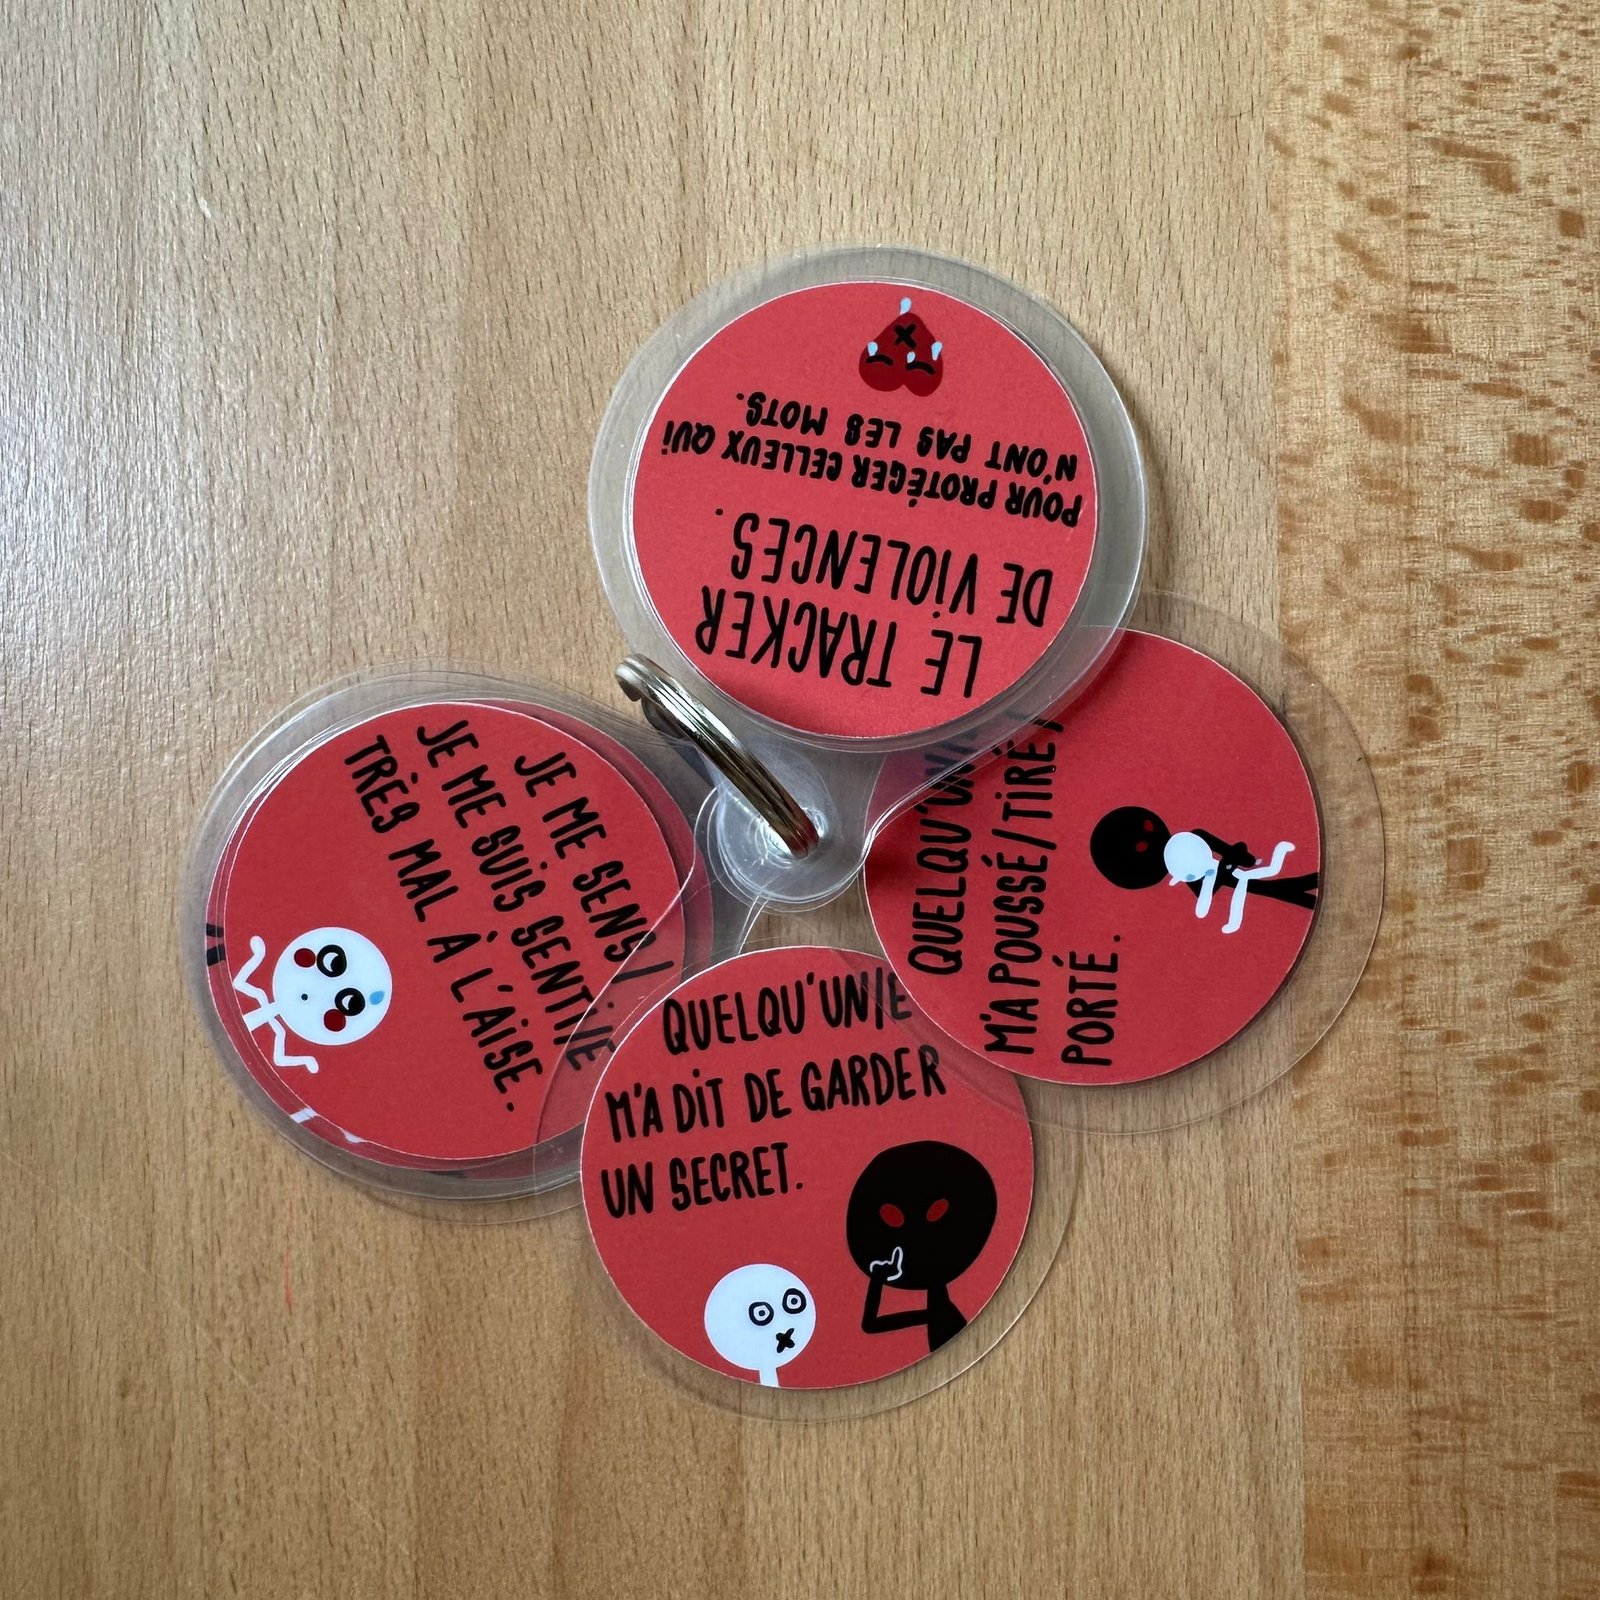 LE TRACKER
DE ViOLENCES.
POUR PROTÉGER CELLEUX QUi
N'ONT PAS LES MOTS.
QUELQU'UN/E
M'A POUSSÉ/TiRÉ/
PORTÉ.
JE ME SENS/
JE ME SUiS SENTi/E
TRÈS MAL À L'AiSE.
QUELQU'UN/E
M'A DiT DE GARDER
UN SECRET.